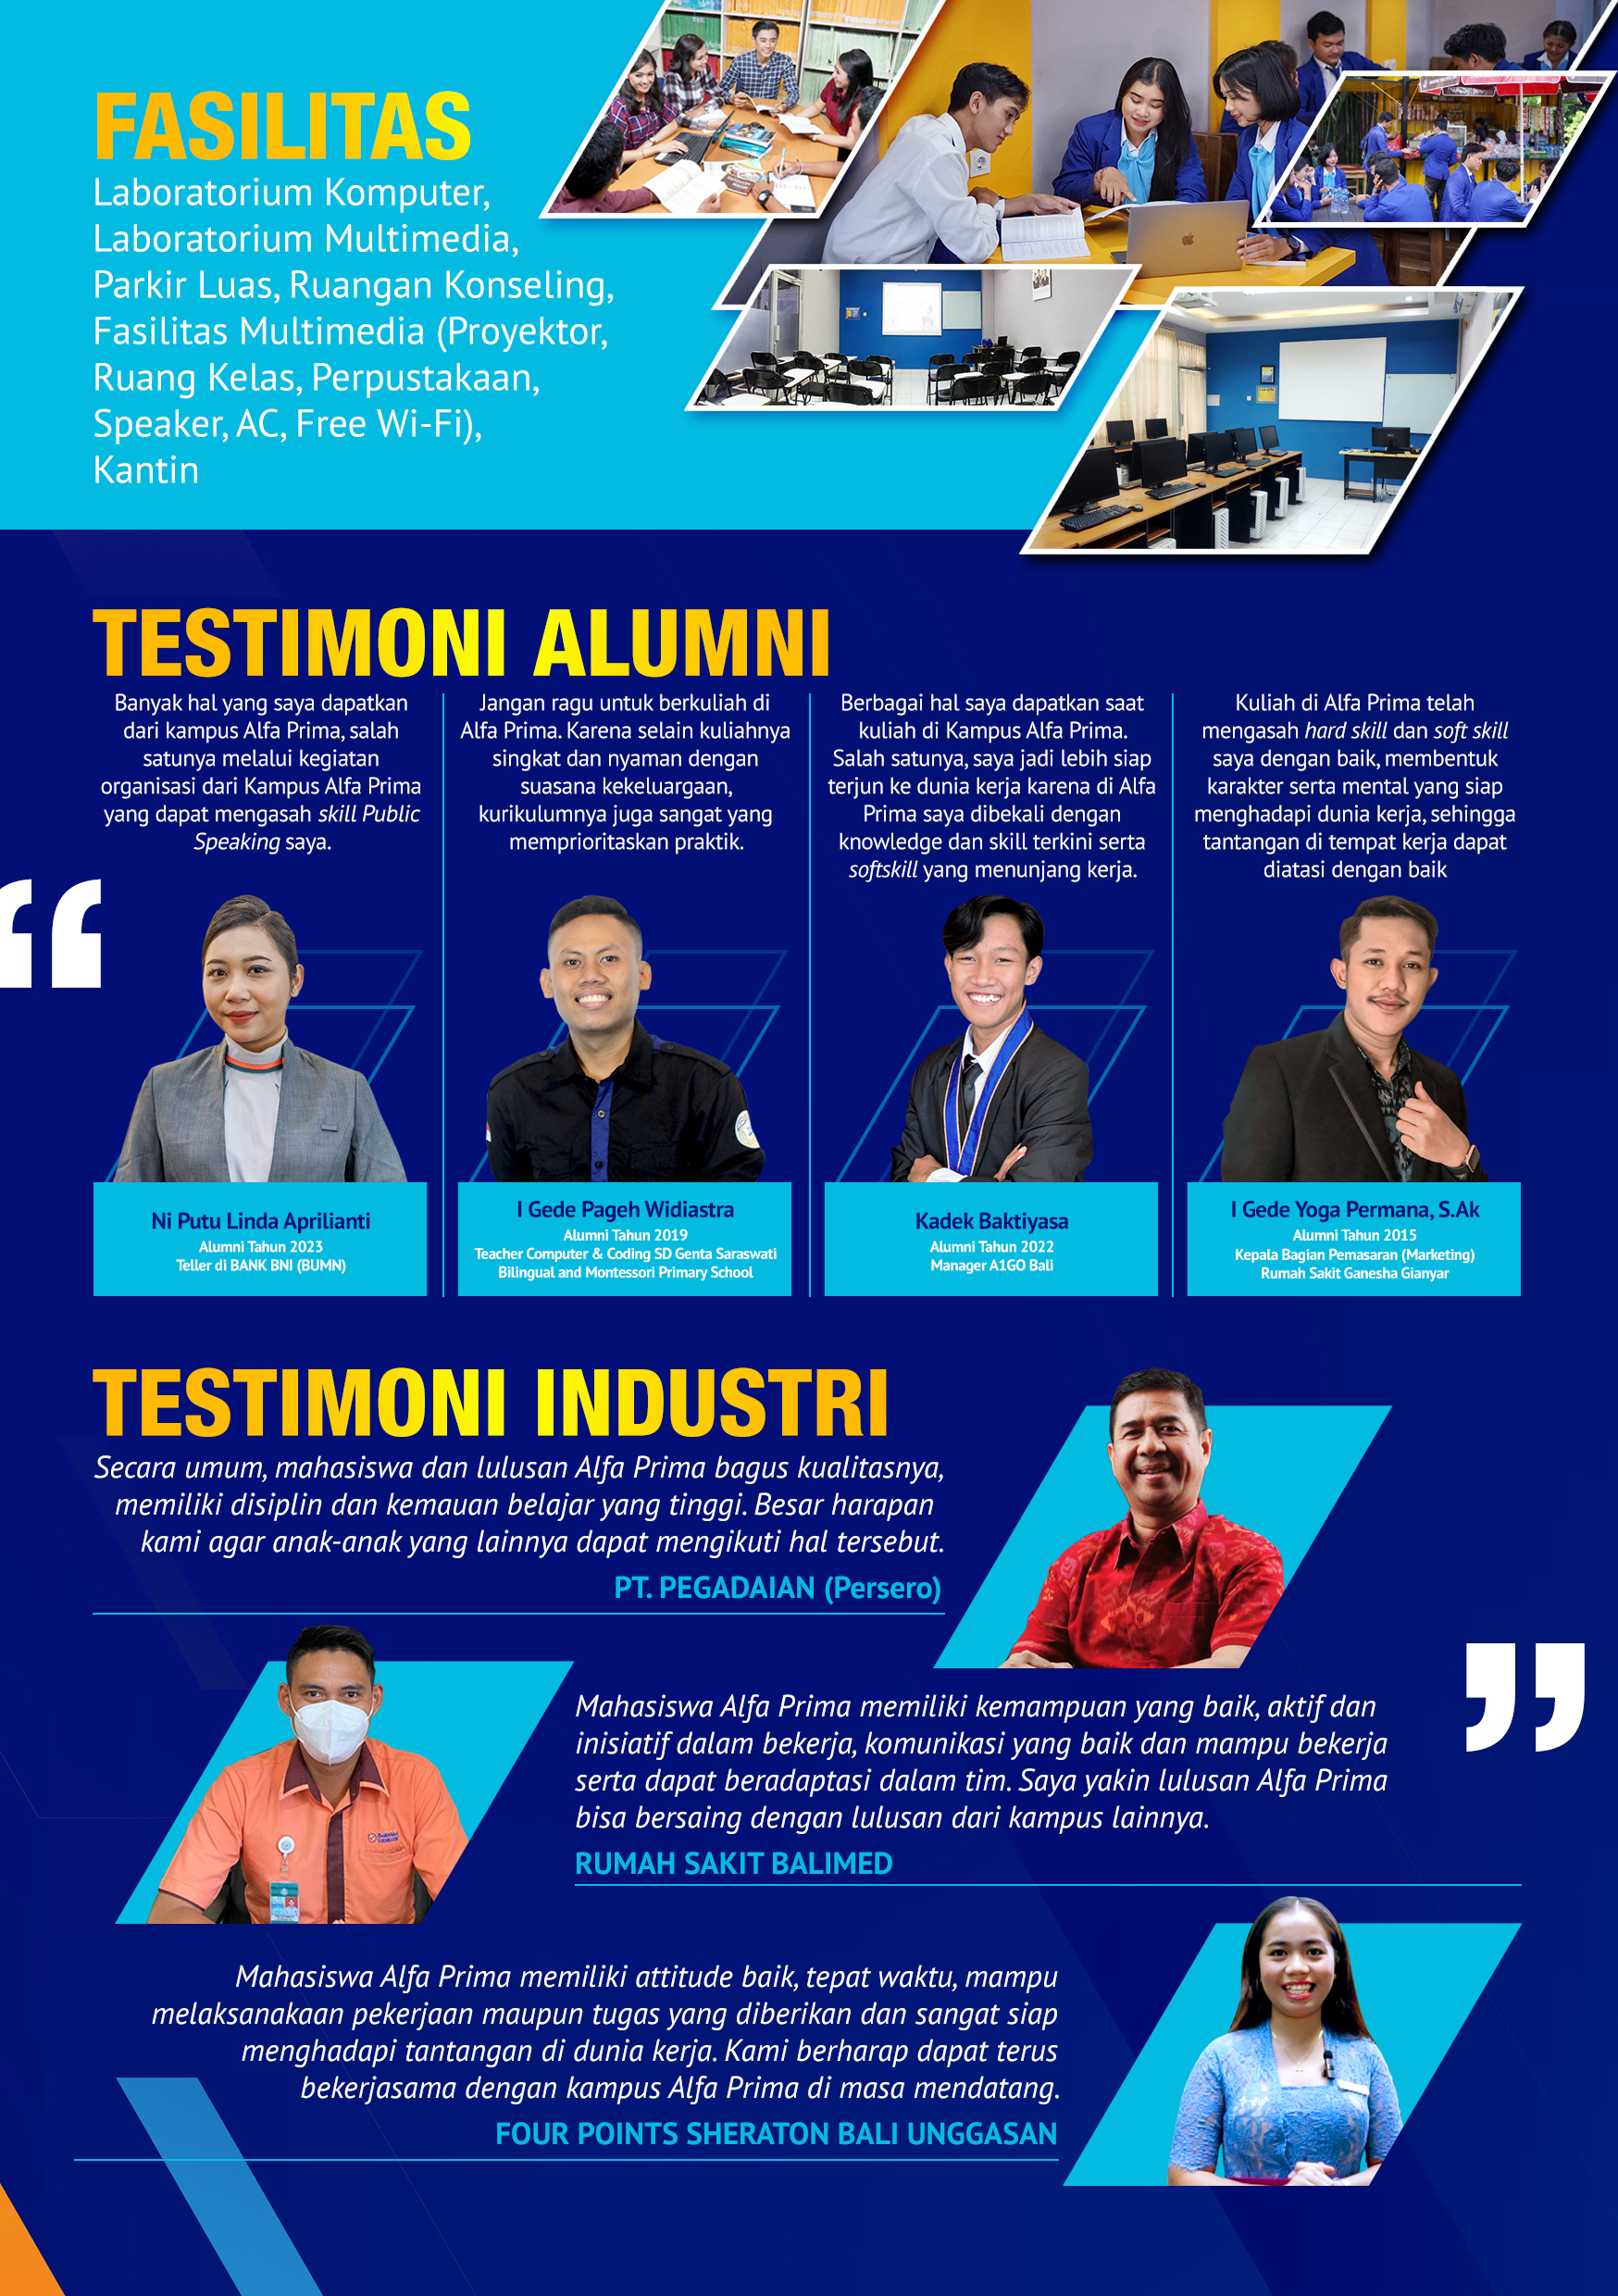 FASILITAS
Laboratorium Komputer,
Laboratorium Multimedia,
Parkir Luas, Ruangan Konseling,
Fasilitas Multimedia (Proyektor,
Ruang Kelas, Perpustakaan,
Speaker, AC, Free Wi-Fi),
Kantin
TESTIMONI ALUMNI
Banyak hal yang saya dapatkan
dari kampus Alfa Prima, salah
satunya melalui kegiatan
organisasi dari Kampus Alfa Prima
yang dapat mengasah skill Public
Speaking saya.
Ni Putu Linda Aprilianti
Alumni Tahun 2023
Teller di BANK BNI (BUMN)
Jangan ragu untuk berkuliah di
Alfa Prima. Karena selain kuliahnya
singkat dan nyaman dengan
suasana kekeluargaan,
kurikulumnya juga sangat yang
memprioritaskan praktik.
I Gede Pageh Widiastra
Alumni Tahun 2019
Teacher Computer & Coding SD Genta Saraswati
Bilingual and Montessori Primary School
Berbagai hal saya dapatkan saat
kuliah di Kampus Alfa Prima.
Salah satunya, saya jadi lebih siap
terjun ke dunia kerja karena di Alfa
Prima saya dibekali dengan
knowledge dan skill terkini serta
softskill yang menunjang kerja.
Kadek Baktiyasa
Alumni Tahun 2022
Manager A1GO Bali
Kuliah di Alfa Prima telah
mengasah hard skill dan soft skill
saya dengan baik, membentuk
karakter serta mental yang siap
menghadapi dunia kerja, sehingga
tantangan di tempat kerja dapat
diatasi dengan baik
I Gede Yoga Permana, S.Ak
Alumni Tahun 2015
Kepala Bagian Pemasaran (Marketing)
Rumah Sakit Ganesha Gianyar
TESTIMONI INDUSTRI
Secara umum, mahasiswa dan lulusan Alfa Prima bagus kualitasnya,
memiliki disiplin dan kemauan belajar yang tinggi. Besar harapan
kami agar anak-anak yang lainnya dapat mengikuti hal tersebut.
PT. PEGADAIAN (Persero)
Mahasiswa Alfa Prima memiliki kemampuan yang baik, aktif dan
inisiatif dalam bekerja, komunikasi yang baik dan mampu bekerja
serta dapat beradaptasi dalam tim. Saya yakin lulusan Alfa Prima
bisa bersaing dengan lulusan dari kampus lainnya.
RUMAH SAKIT BALIMED
Mahasiswa Alfa Prima memiliki attitude baik, tepat waktu, mampu
melaksanakaan pekerjaan maupun tugas yang diberikan dan sangat siap
menghadapi tantangan di dunia kerja. Kami berharap dapat terus
bekerjasama dengan kampus Alfa Prima di masa mendatang.
FOUR POINTS SHERATON BALI UNGGASAN